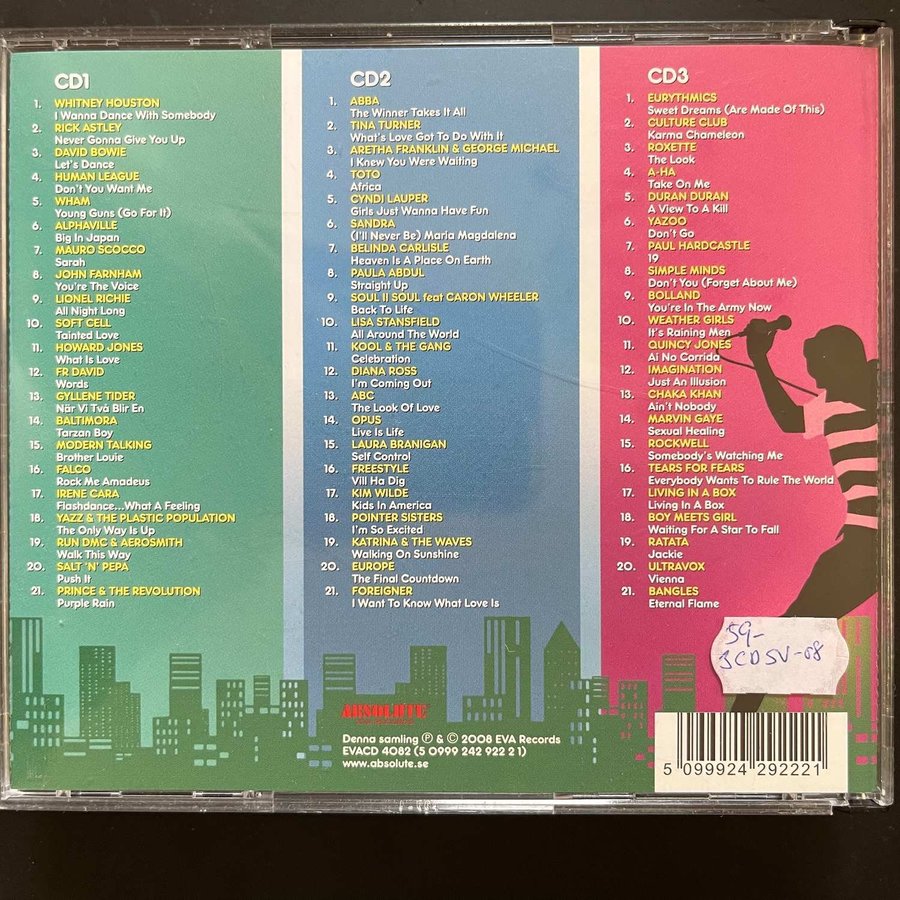 CD1
1. WHITNEY HOUSTON
I Wanna Dance With Somebody
2. RICK ASTLEY
Never Gonna Give You Up
3. DAVID BOWIE
Let's Dance
4. HUMAN LEAGUE
Don't You Want Me
5. WHAM
Young Guns (Go For It)
6. ALPHAVILLE
Big In Japan
7. MAURO SCOCCO
Sarah
8. JOHN FARNHAM
You're The Voice
9. LIONEL RICHIE
All Night Long
10. SOFT CELL
Tainted Love
11. HOWARD JONES
What Is Love
12. FR DAVID
Words
13. GYLLENE TIDER
När Vi Två Blir En
14. BALTIMORA
Tarzan Boy
15. MODERN TALKING
Brother Louie
16. FALCO
Rock Me Amadeus
17. IRENE CARA
Flashdance...What A Feeling
18. YAZZ & THE PLASTIC POPULATION
The Only Way Is Up
19. RUN DMC & AEROSMITH
Walk This Way
20. SALT 'N' PEPA
Push It
21. PRINCE & THE REVOLUTION
Purple Rain
CD2
1. ABBA
The Winner Takes It All
2. TINA TURNER
What's Love Got To Do With It
3. ARETHA FRANKLIN & GEORGE MICHAEL
I Knew You Were Waiting
4. TOTO
Africa
5. CYNDI LAUPER
Girls Just Wanna Have Fun
6. SANDRA
(I'll Never Be) Maria Magdalena
7. BELINDA CARLISLE
Heaven Is A Place On Earth
8. PAULA ABDUL
Straight Up
9. SOUL II SOUL feat CARON WHEELER
Back To Life
10. LISA STANSFIELD
All Around The World
11. KOOL & THE GANG
Celebration
12. DIANA ROSS
I'm Coming Out
13. ABC
The Look Of Love
14. OPUS
Live Is Life
15. LAURA BRANIGAN
Self Control
16. FREESTYLE
Vill Ha Dig
17. KIM WILDE
Kids In America
18. POINTER SISTERS
I'm So Excited
19. KATRINA & THE WAVES
Walking On Sunshine
20. EUROPE
The Final Countdown
21. FOREIGNER
I Want To Know What Love Is
CD3
1. EURYTHMICS
Sweet Dreams (Are Made Of This)
2. CULTURE CLUB
Karma Chameleon
3. ROXETTE
The Look
4. A-HA
Take On Me
5. DURAN DURAN
A View To A Kill
6. YAZOO
Don't Go
7. PAUL HARDCASTLE
19
8. SIMPLE MINDS
Don't You (Forget About Me)
9. BOLLAND
You're In The Army Now
10. WEATHER GIRLS
It's Raining Men
11. QUINCY JONES
Ai No Corrida
12. IMAGINATION
Just An Illusion
13. CHAKA KHAN
Ain't Nobody
14. MARVIN GAYE
Sexual Healing
15. ROCKWELL
Somebody's Watching Me
16. TEARS FOR FEARS
Everybody Wants To Rule The World
17. LIVING IN A BOX
Living In A Box
18. BOY MEETS GIRL
Waiting For A Star To Fall
19. RATATA
Jackie
20. ULTRAVOX
Vienna
21. BANGLES
Eternal Flame
59-
3CD SV-08
ABSOLUTE
Denna samling ℗ & © 2008 EVA Records
EVACD 4082 (5 0999 242 922 2 1)
www.absolute.se
5 099924 292221